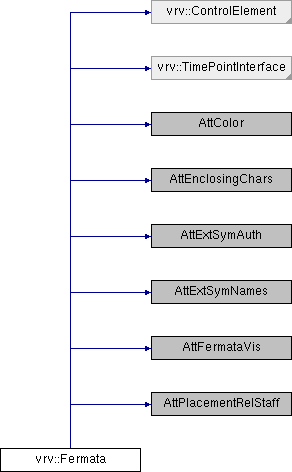 vrv::ControlElement
vrv::TimePointInterface
AttColor
AttEnclosingChars
AttExtSymAuth
AttExtSymNames
AttFermataVis
AttPlacementRelStaff
vrv::Fermata